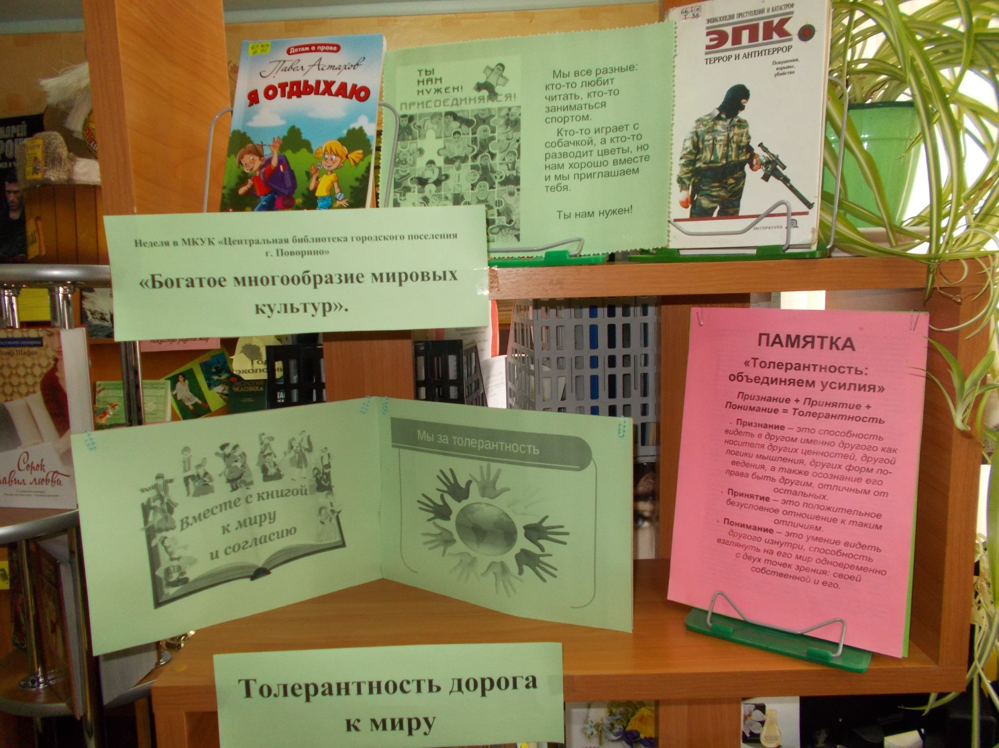 Детям о праве
Павел Астахов
Я ОТДЫХАЮ
ТЫ
НАМ
НУЖЕН!
ПРИСОЕДИНЯЙСЯ!
Мы все разные:
кто-то любит
читать, кто-то
заниматься
спортом.
Кто-то играет с
собачкой, а кто-то
разводит цветы, но
нам хорошо вместе
и мы приглашаем
тебя.
Ты нам нужен!
ЭНЦИКЛОПЕДИЯ ПРЕСТУПЛЕНИЙ И КАТАСТРОФ
ЭПК
ТЕРРОР И АНТИТЕРРОР
Покушения,
взрывы,
убийства
ЛИТЕРАТУРА
Неделя в МКУК «Центральная библиотека городского поселения
г. Поворино»
«Богатое многообразие мировых
культур».
Год
экологии
ЧЕЛОВЕКА
Сорок
правил любви
Вместе с книгой
к миру
и согласию
Мы за толерантность
ПАМЯТКА
«Толерантность:
объединяем усилия»
Признание + Принятие +
Понимание = Толерантность
. Признание – это способность
видеть в другом именно другого как
носителя других ценностей, другой
логики мышления, других форм по-
ведения, а также осознание его
права быть другим, отличным от
остальных.
. Принятие – это положительное
безусловное отношение к таким
отличиям.
. Понимание – это умение видеть
другого изнутри, способность
взглянуть на его мир одновременно
с двух точек зрения: своей
собственной и его.
Толерантность дорога
к миру